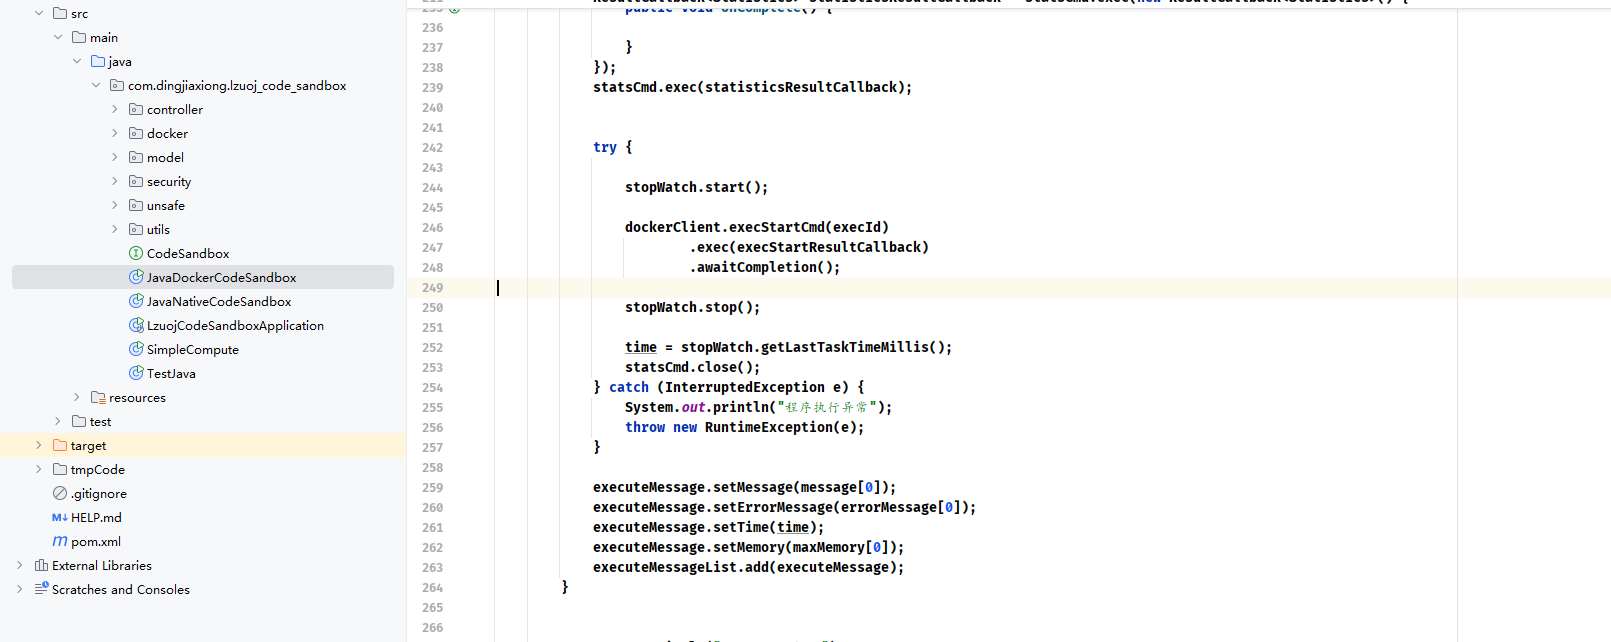 src
main
java
com.dingjiaxiong.lzuoj_code_sandbox
controller
docker
model
security
unsafe
utils
CodeSandbox
JavaDockerCodeSandbox
JavaNativeCodeSandbox
LzuojCodeSandboxApplication
SimpleCompute
TestJava
resources
test
target
tmpCode
.gitignore
M↓ HELP.md
m pom.xml
External Libraries
Scratches and Consoles
236
237 }
238 });
239 statsCmd.exec(statisticsResultCallback);
240
241
242 try {
243
244 stopWatch.start();
245
246 dockerClient.execStartCmd(execId)
247 .exec(execStartResultCallback)
248 .awaitCompletion();
249
250 stopWatch.stop();
251
252 time = stopWatch.getLastTaskTimeMillis();
253 statsCmd.close();
254 } catch (InterruptedException e) {
255 System.out.println("程序执行异常");
256 throw new RuntimeException(e);
257 }
258
259 executeMessage.setMessage(message[0]);
260 executeMessage.setErrorMessage(errorMessage[0]);
261 executeMessage.setTime(time);
262 executeMessage.setMemory(maxMemory[0]);
263 executeMessageList.add(executeMessage);
264 }
265
266